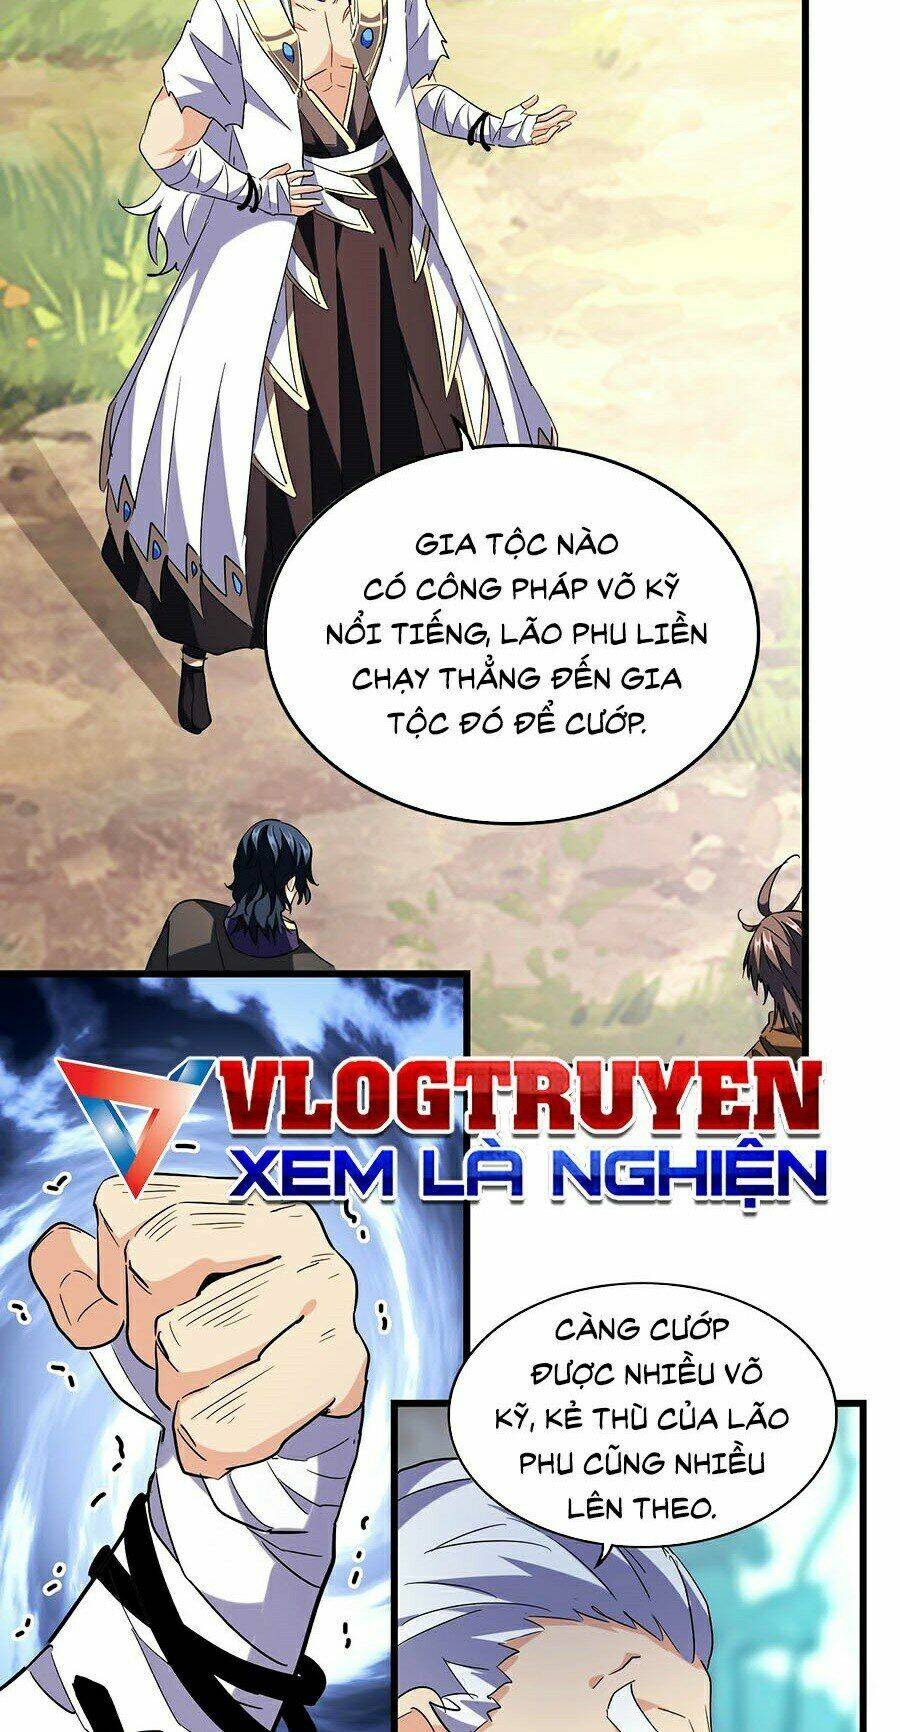 GIA TỘC NÀO
CÓ CÔNG PHÁP VÕ KỸ
NỔI TIẾNG, LÃO PHU LIỀN
CHẠY THẲNG ĐẾN GIA
TỘC ĐÓ ĐỂ CƯỚP.
VLOGTRUYEN
XEM LÀ NGHIỆN
CÀNG CƯỚP
ĐƯỢC NHIỀU VÕ
KỸ, KẺ THÙ CỦA LÃO
PHU CŨNG NHIỀU
LÊN THEO.